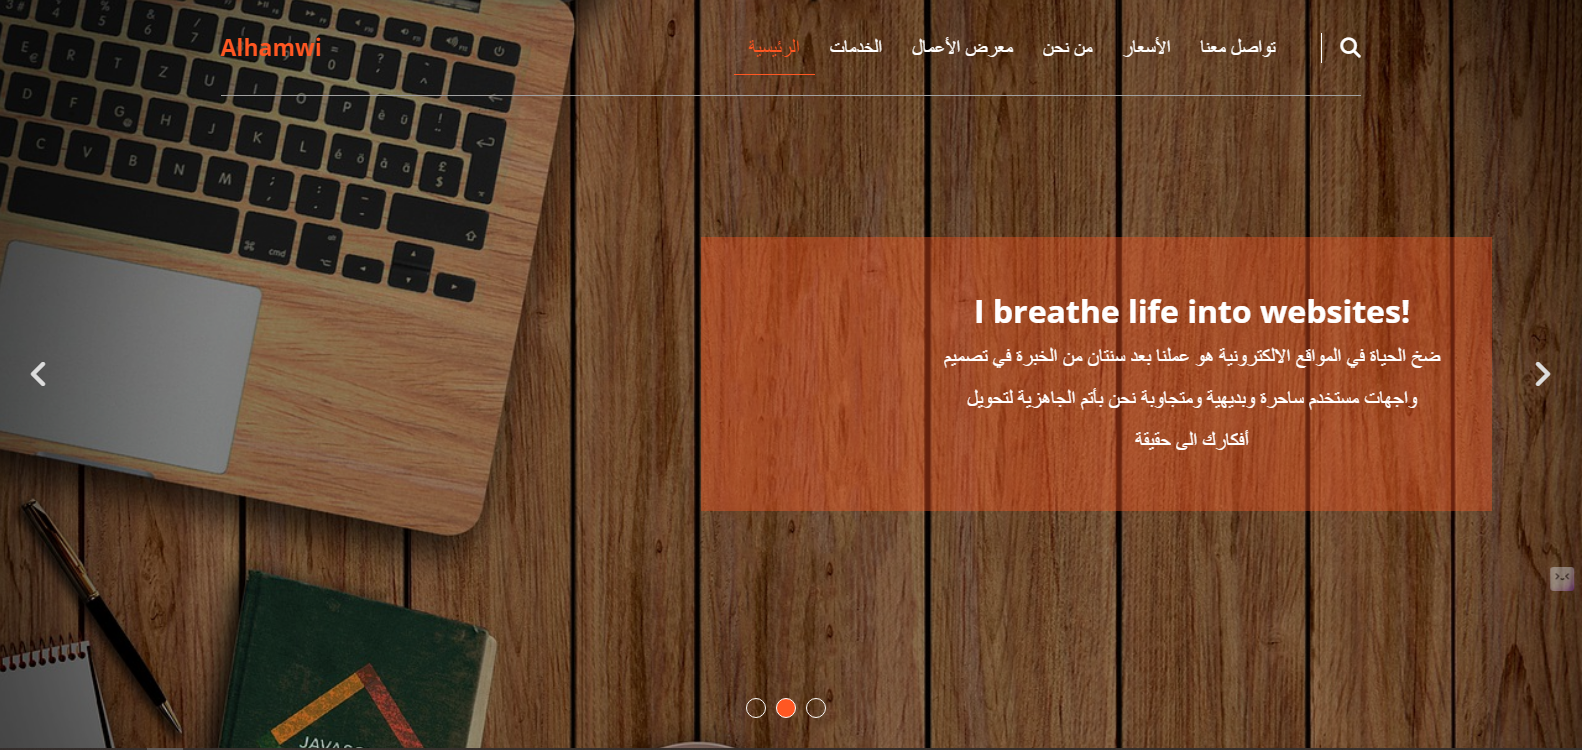 Alhamwi
الرئيسية
الخدمات
معرض الأعمال
من نحن
الأسعار
تواصل معنا
I breathe life into websites!
ضخ الحياة في المواقع الالكترونية هو عملنا بعد سنتان من الخبرة في تصميم
واجهات مستخدم ساحرة وبديهية ومتجاوبة نحن بأتم الجاهزية لتحويل
أفكارك الى حقيقة
E R T Z U I O P è ü !
D F G H J K L é ö à ä £ $
C V B N M ; : - 
cmd